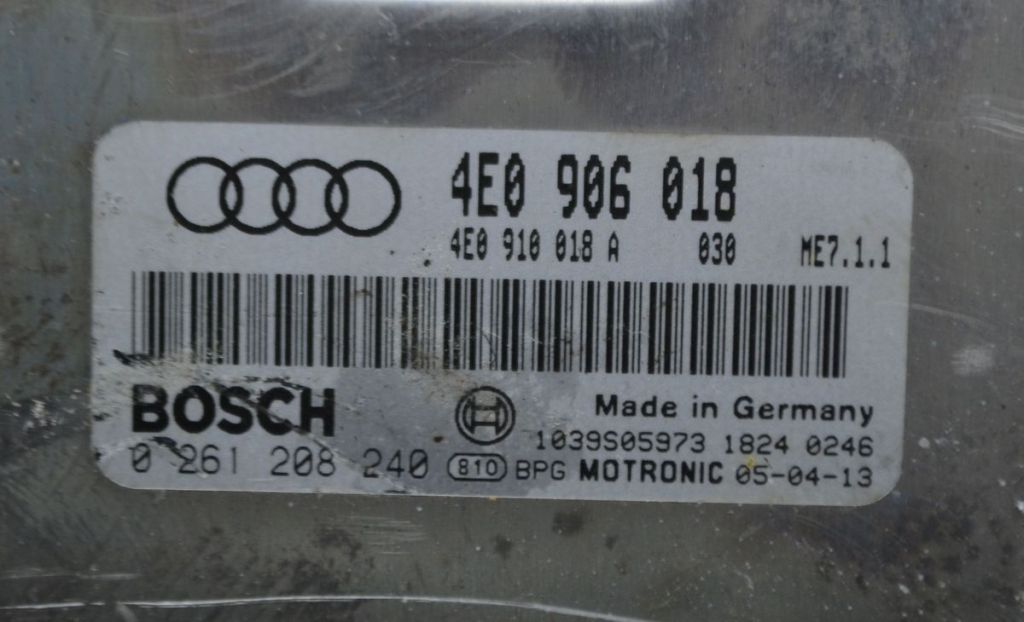 4E0 906 018
4E0 910 018 A 030 ME7.1.1
BOSCH
Made in Germany
1039S05973 1824 0246
0 261 208 240 810 BPG MOTRONIC 05-04-13